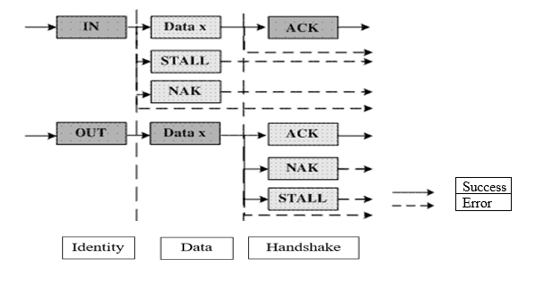 IN
Data x
ACK
STALL
NAK
OUT
Data x
ACK
NAK
STALL
Success
Error
Identity
Data
Handshake